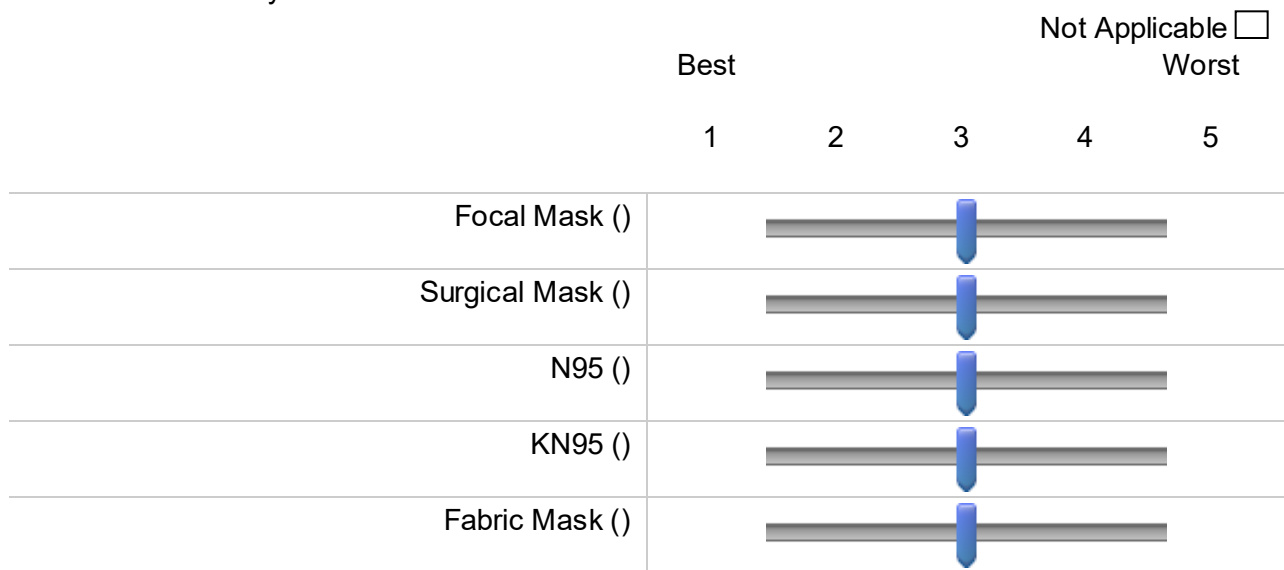 Not Applicable
Best Worst
1 2 3 4 5
Focal Mask ()
Surgical Mask ()
N95 ()
KN95 ()
Fabric Mask ()